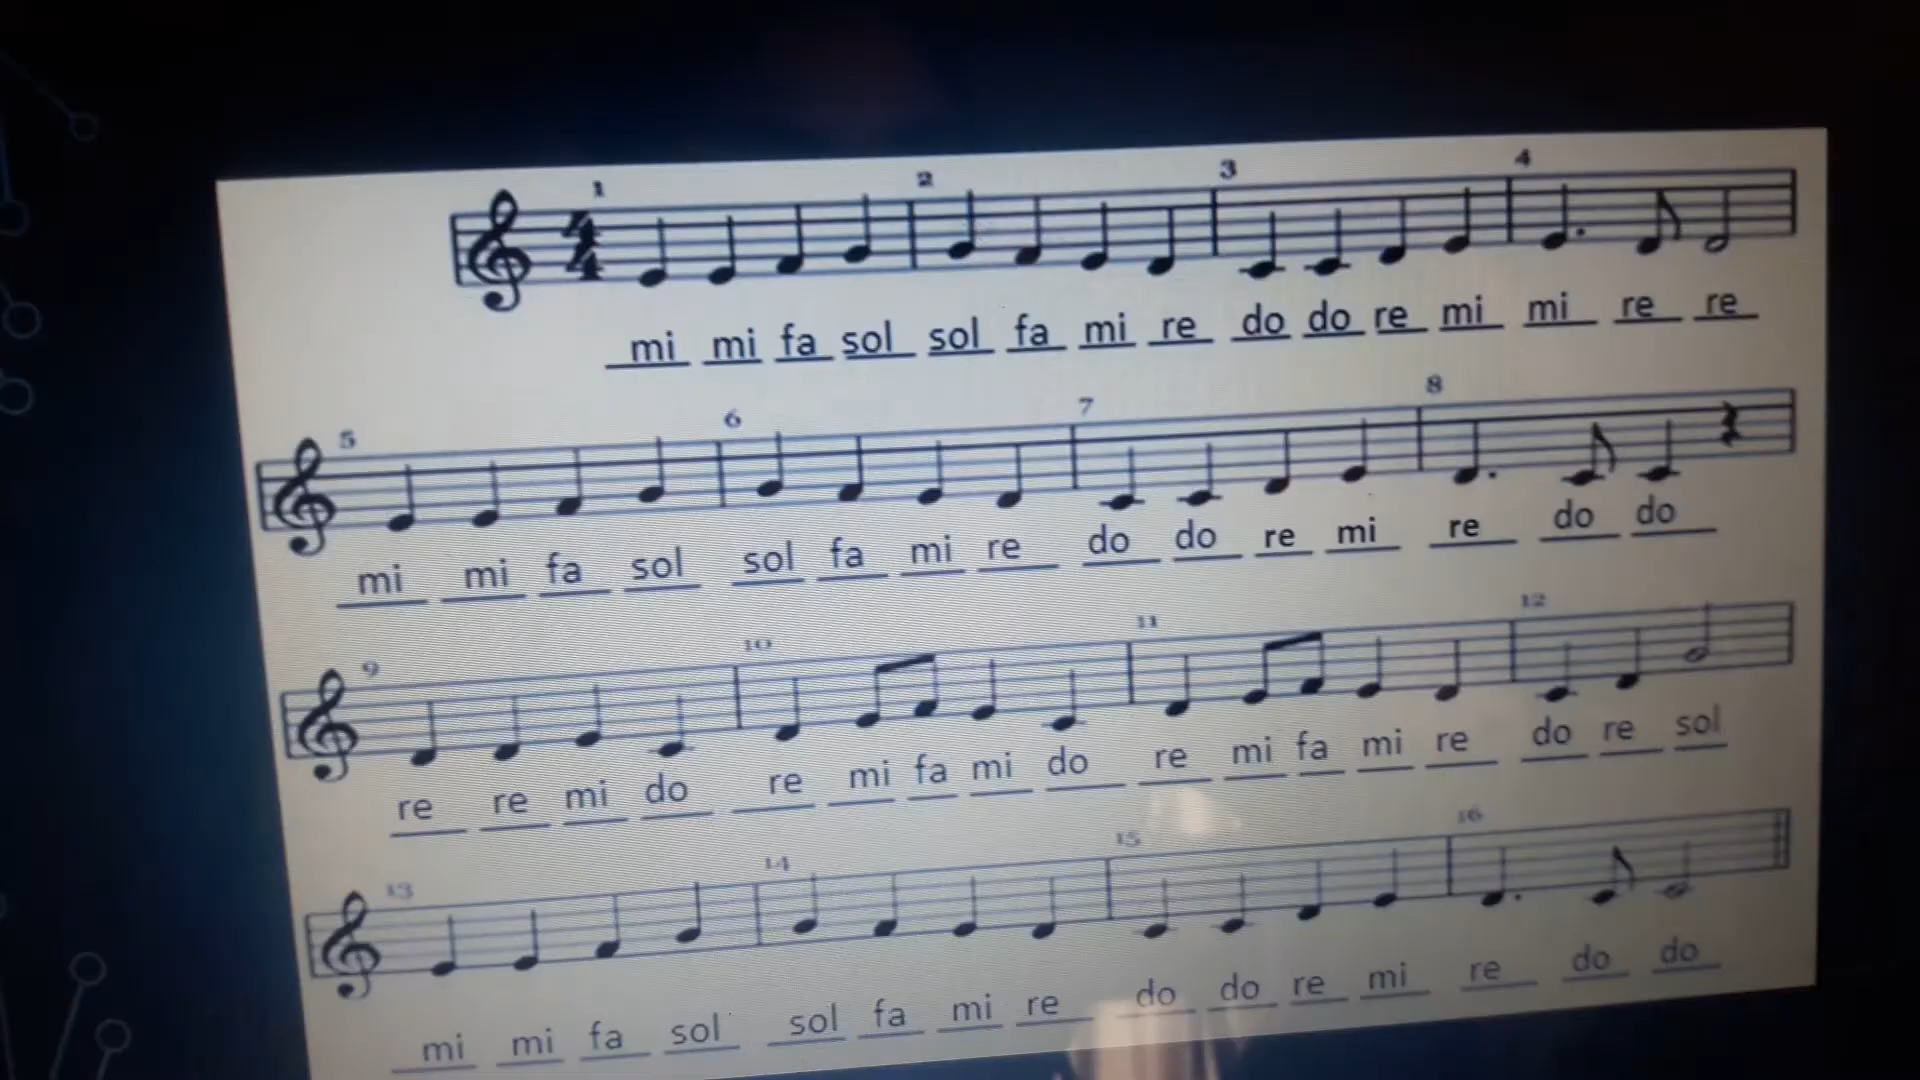 1 2 3 4
4
4
mi mi fa sol sol fa mi re do do re mi mi re re
5 6 7 8
mi mi fa sol sol fa mi re do do re mi re do do
9 10 11 12
re re mi do re mi fa mi do re mi fa mi re do re sol
13 14 15 16
mi mi fa sol sol fa mi re do do re mi re do do